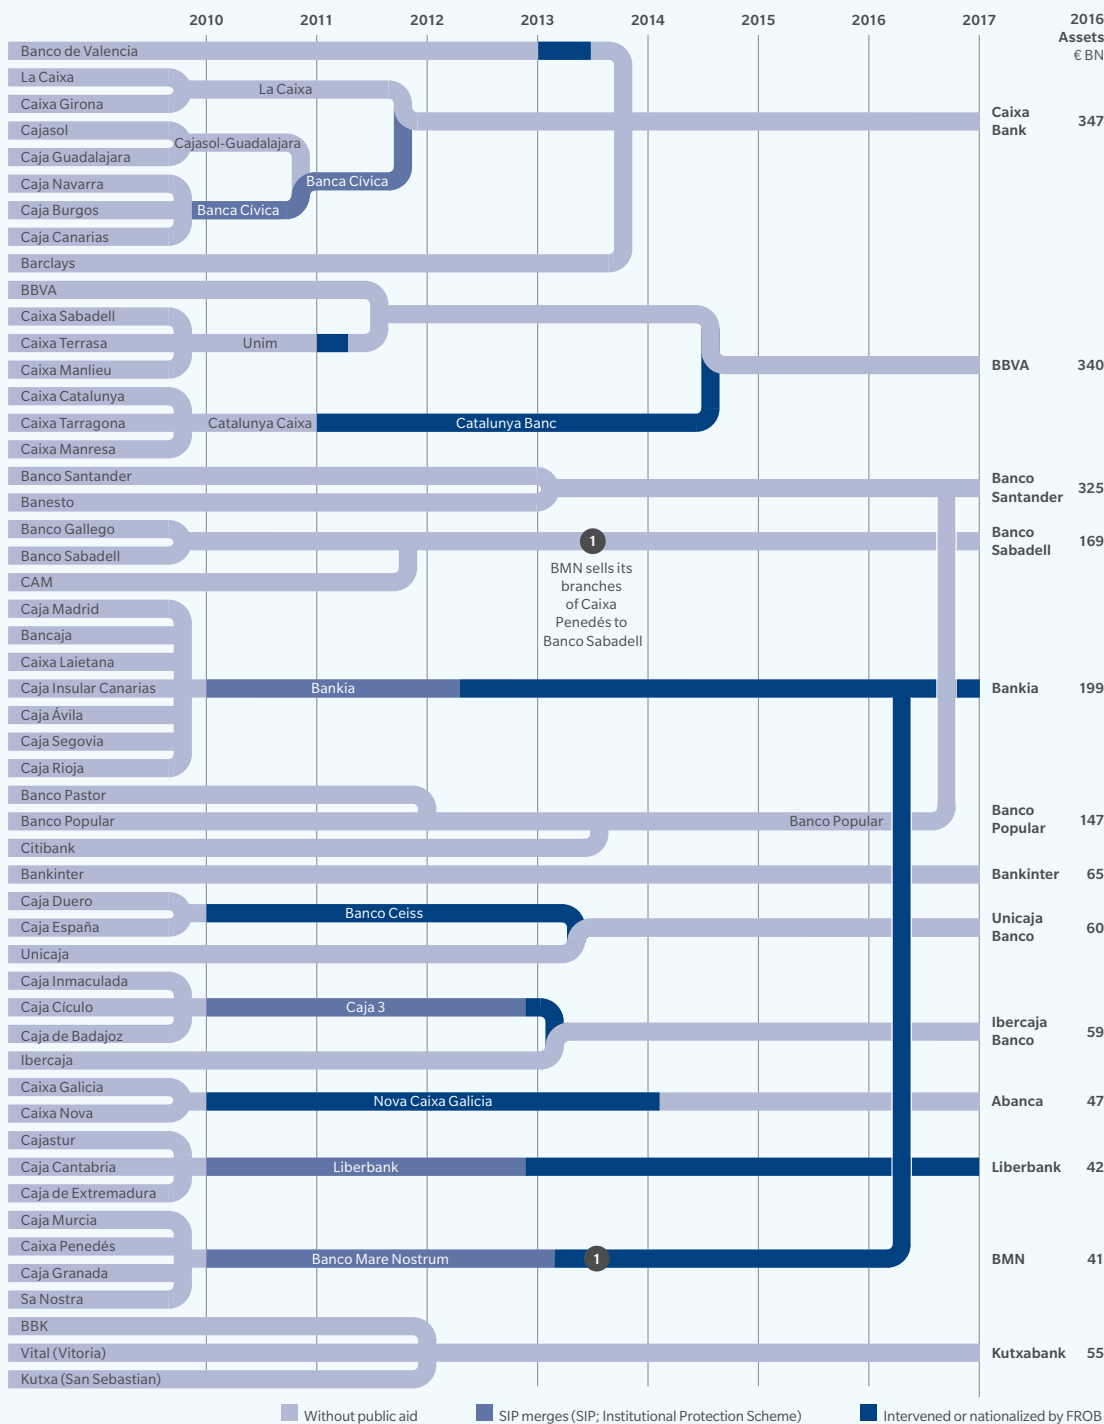 2010 2011 2012 2013 2014 2015 2016 2017 2016
Assets
€ BN
Banco de Valencia
La Caixa
La Caixa
Caixa Girona
Caixa
Bank
347
Cajasol
Cajasol-Guadalajara
Caja Guadalajara
Caja Navarra
Banca Cívica
Caja Burgos
Banca Cívica
Caja Canarias
Barclays
BBVA
Caixa Sabadell
Caixa Terrasa
Unim
Caixa Manlieu
BBVA
340
Caixa Catalunya
Caixa Tarragona
Catalunya Caixa
Catalunya Banc
Caixa Manresa
Banco Santander
Banesto
Banco
Santander
325
Banco Gallego
Banco Sabadell
Banco
Sabadell
169
1
BMN sells its
branches
of Caixa
Penedés to
Banco Sabadell
CAM
Caja Madrid
Bancaja
Caixa Laietana
Caja Insular Canarias
Bankia
Bankia
199
Caja Ávila
Caja Segovia
Caja Rioja
Banco Pastor
Banco Popular
Banco Popular
Banco
Popular
147
Citibank
Bankinter
Bankinter
65
Caja Duero
Banco Ceiss
Caja España
Unicaja
Banco
60
Unicaja
Caja Inmaculada
Caja Cículo
Caja 3
Caja de Badajoz
Ibercaja
Banco
59
Ibercaja
Caixa Galicia
Nova Caixa Galicia
Abanca
47
Caixa Nova
Cajastur
Caja Cantabria
Liberbank
Liberbank
42
Caja de Extremadura
Caja Murcia
Caixa Penedés
Banco Mare Nostrum
1
BMN
41
Caja Granada
Sa Nostra
BBK
Vital (Vitoria)
Kutxabank
55
Kutxa (San Sebastian)
Without public aid
SIP merges (SIP; Institutional Protection Scheme)
Intervened or nationalized by FROB